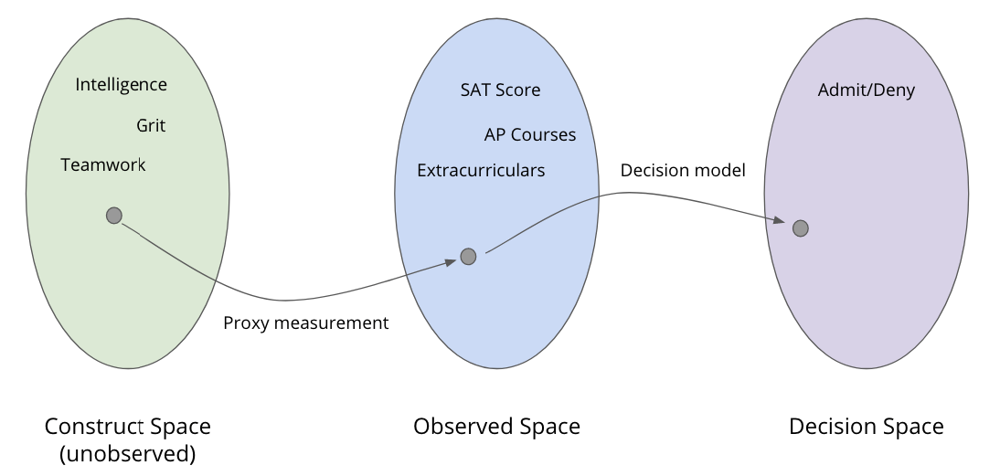 Intelligence
Grit
Teamwork
SAT Score
AP Courses
Extracurriculars
Admit/Deny
Proxy measurement
Decision model
Construct Space
(unobserved)
Observed Space
Decision Space